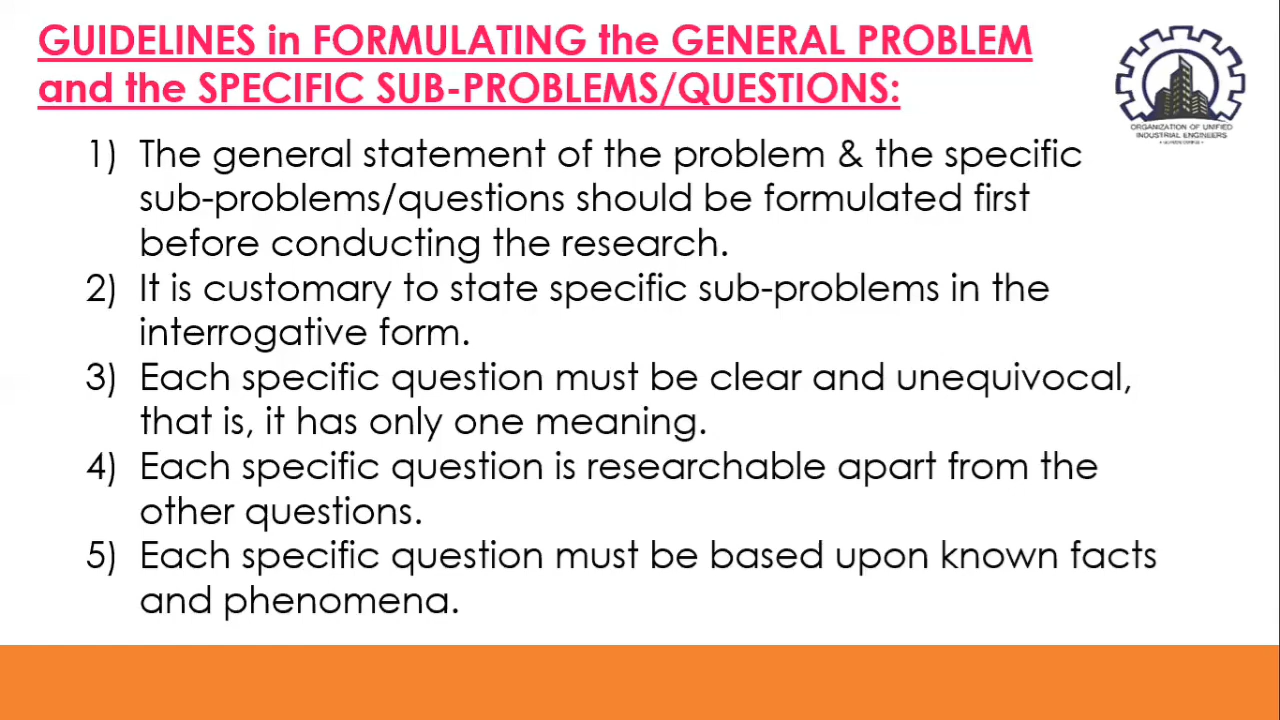 GUIDELINES in FORMULATING the GENERAL PROBLEM
and the SPECIFIC SUB-PROBLEMS/QUESTIONS:
ORGANIZATION OF UNIFIED
INDUSTRIAL ENGINEERS
1) The general statement of the problem & the specific
sub-problems/questions should be formulated first
before conducting the research.
2) It is customary to state specific sub-problems in the
interrogative form.
3) Each specific question must be clear and unequivocal,
that is, it has only one meaning.
4) Each specific question is researchable apart from the
other questions.
5) Each specific question must be based upon known facts
and phenomena.